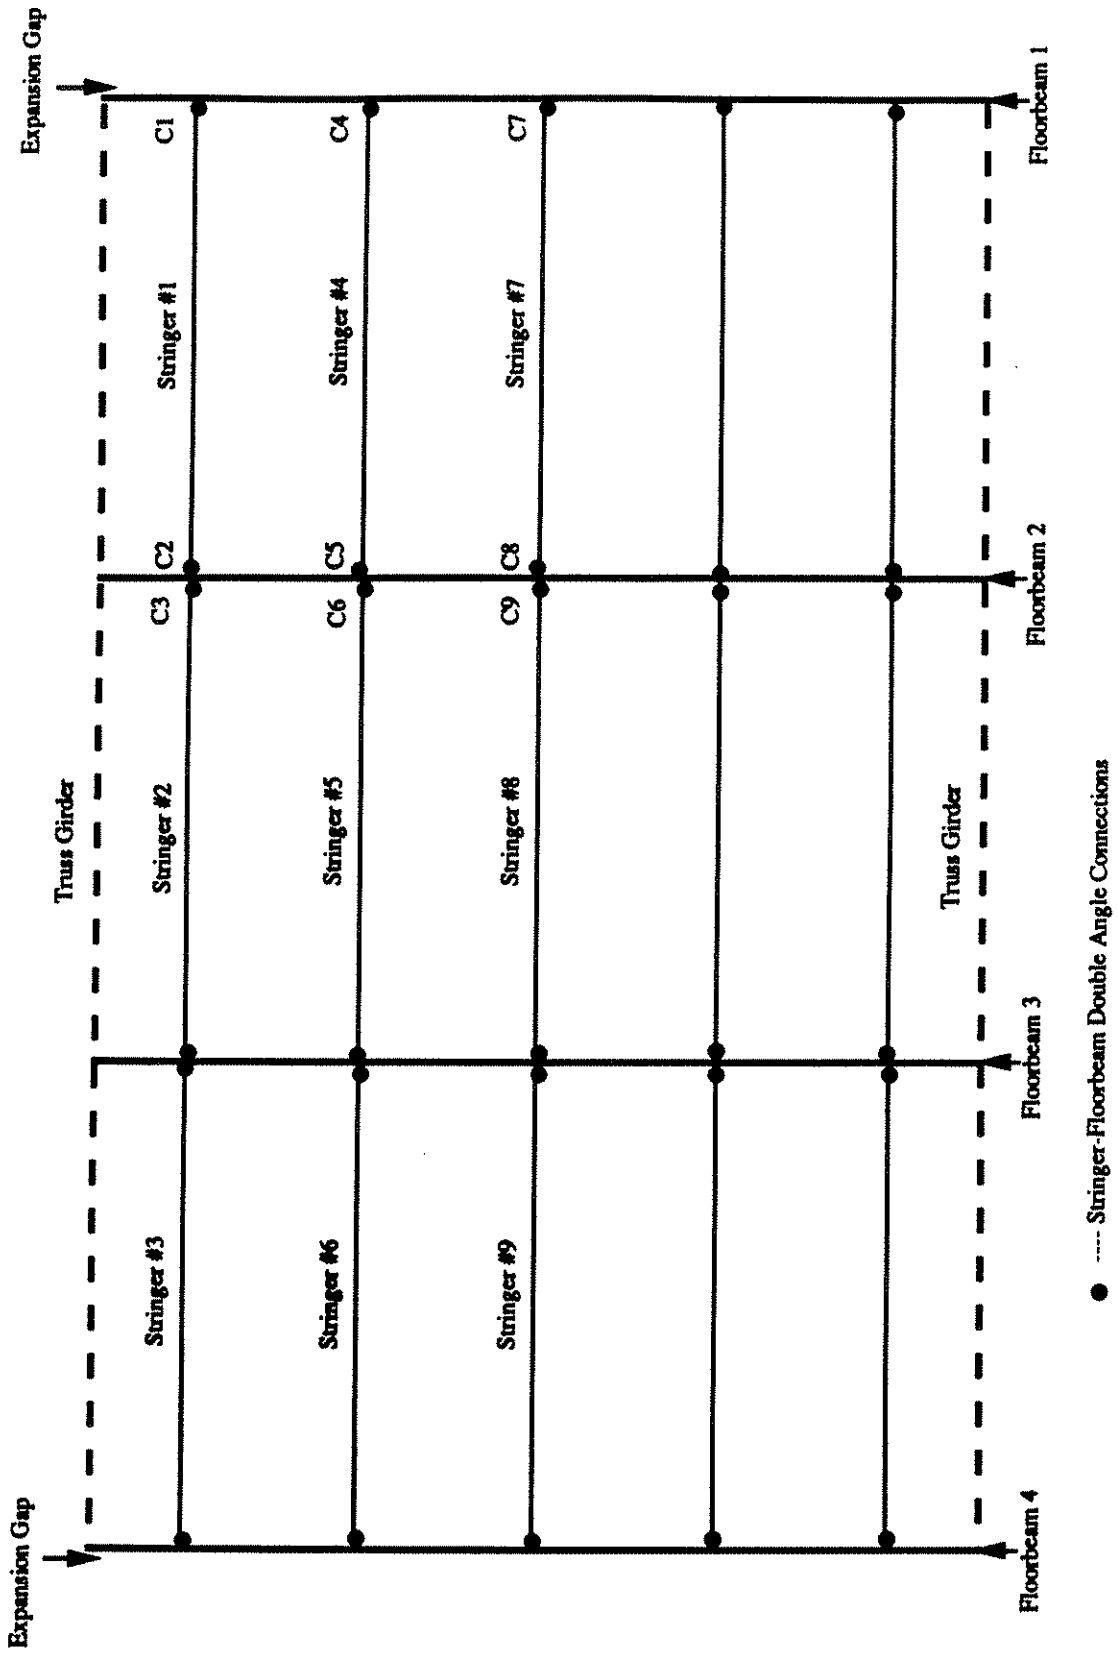 Expansion Gap
Expansion Gap
Truss Girder
C3
C2
C1
Stringer #3
Stringer #2
Stringer #1
C6
C5
C4
Stringer #6
Stringer #5
Stringer #4
C9
C8
C7
Stringer #9
Stringer #8
Stringer #7
Truss Girder
Floorbeam 4
Floorbeam 3
Floorbeam 2
Floorbeam 1
---- Stringer-Floorbeam Double Angle Connections